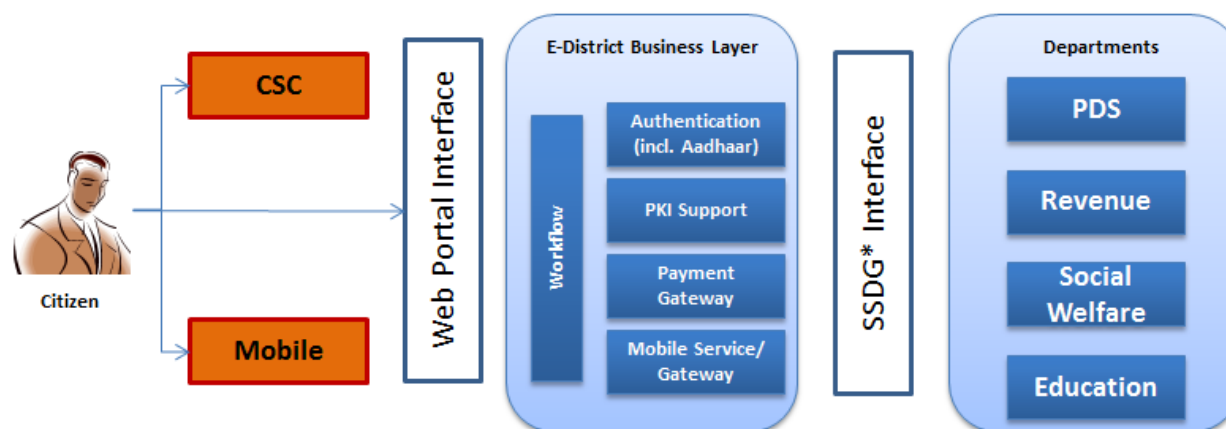 Citizen
CSC
Mobile
Web Portal Interface
E-District Business Layer
Workflow
Authentication
(incl. Aadhaar)
PKI Support
Payment
Gateway
Mobile Service/
Gateway
SSDG* Interface
Departments
PDS
Revenue
Social
Welfare
Education